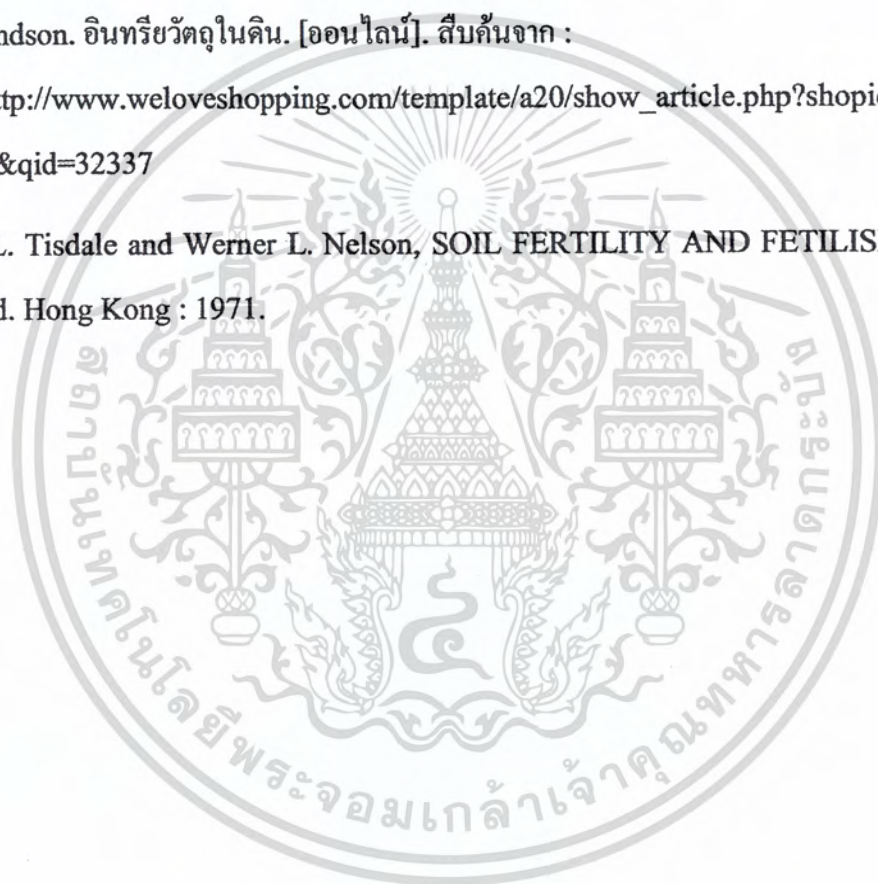 ndson. อินทรียวัตถุในดิน. [ออนไลน์]. สืบค้นจาก :
ttp://www.weloveshopping.com/template/a20/show_article.php?shopi
&qid=32337
L. Tisdale and Werner L. Nelson, SOIL FERTILITY AND FETILIS
d. Hong Kong : 1971.
สถาบันเทคโนโลยีพระจอมเกล้าเจ้าคุณทหารลาดกระบัง
๔